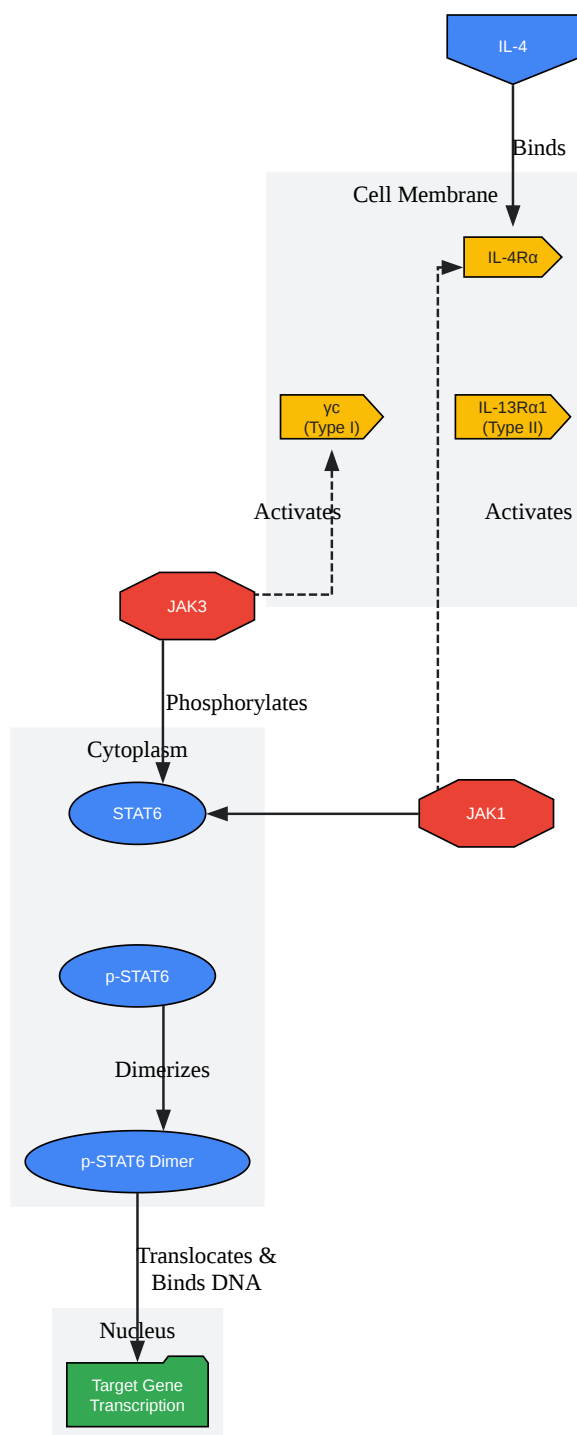 IL-4
Binds
Cell Membrane
IL-4Rα
γc
(Type I)
IL-13Rα1
(Type II)
Activates
Activates
JAK3
Phosphorylates
Cytoplasm
STAT6
JAK1
p-STAT6
Dimerizes
p-STAT6 Dimer
Translocates &
Binds DNA
Nucleus
Target Gene
Transcription